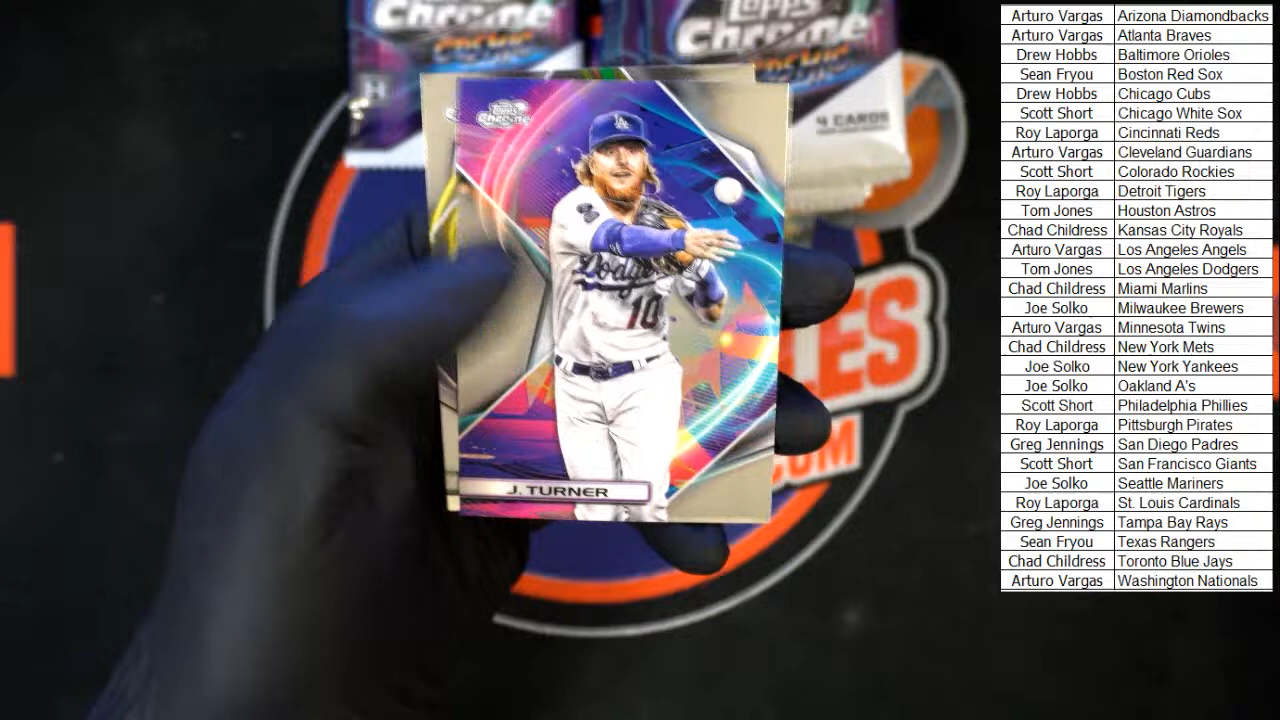 Chrome
COSMIC
H
Topps
Chrome
COSMIC
4 CARDS
Topps
Chrome
LA
Dodgers
10
J. TURNER
LES
.COM
Arturo Vargas Arizona Diamondbacks
Arturo Vargas Atlanta Braves
Drew Hobbs Baltimore Orioles
Sean Fryou Boston Red Sox
Drew Hobbs Chicago Cubs
Scott Short Chicago White Sox
Roy Laporga Cincinnati Reds
Arturo Vargas Cleveland Guardians
Scott Short Colorado Rockies
Roy Laporga Detroit Tigers
Tom Jones Houston Astros
Chad Childress Kansas City Royals
Arturo Vargas Los Angeles Angels
Tom Jones Los Angeles Dodgers
Chad Childress Miami Marlins
Joe Solko Milwaukee Brewers
Arturo Vargas Minnesota Twins
Chad Childress New York Mets
Joe Solko New York Yankees
Joe Solko Oakland A's
Scott Short Philadelphia Phillies
Roy Laporga Pittsburgh Pirates
Greg Jennings San Diego Padres
Scott Short San Francisco Giants
Joe Solko Seattle Mariners
Roy Laporga St. Louis Cardinals
Greg Jennings Tampa Bay Rays
Sean Fryou Texas Rangers
Chad Childress Toronto Blue Jays
Arturo Vargas Washington Nationals